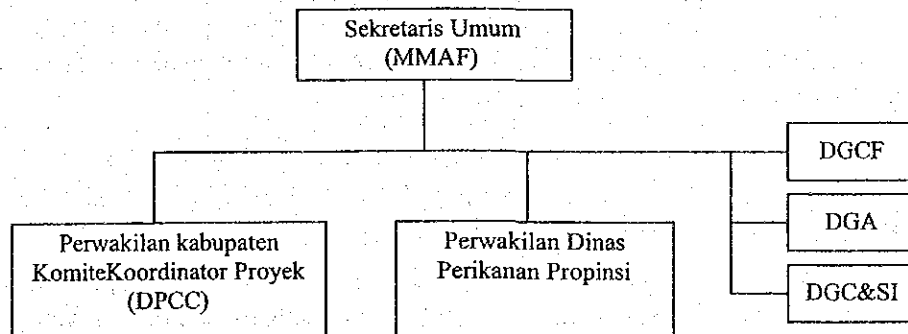 Sekretaris Umum
(MMAF)
DGCF
Perwakilan kabupaten
KomiteKoordinator Proyek
(DPCC)
Perwakilan Dinas
Perikanan Propinsi
DGA
DGC&SI